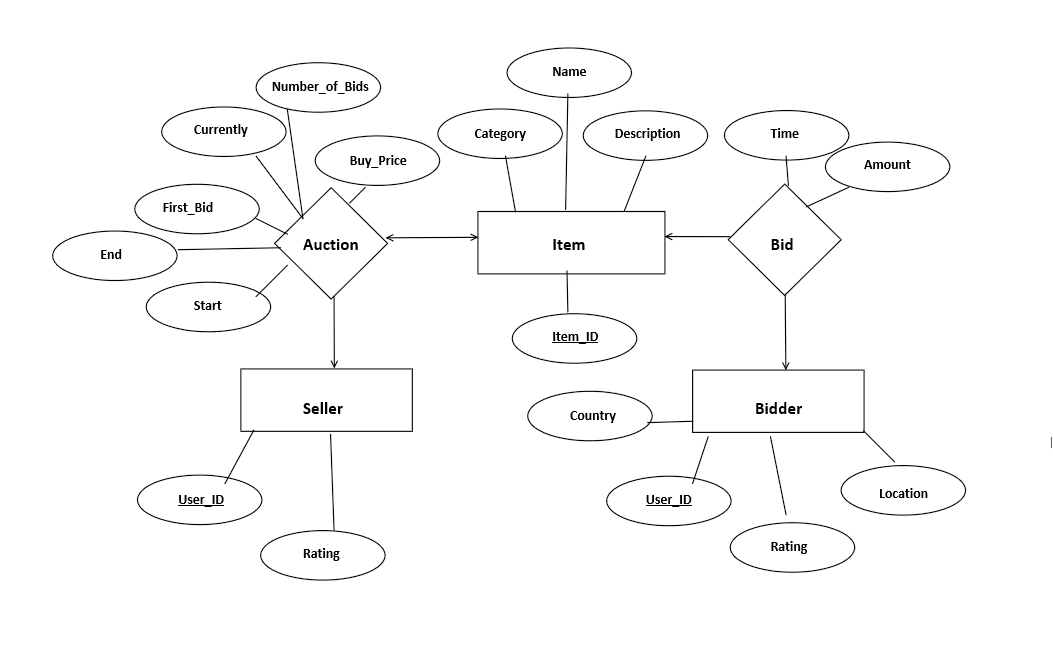 Name
Number_of_Bids
Currently
Category
Description
Time
Buy_Price
Amount
First_Bid
Auction
Item
Bid
End
Start
Item_ID
Seller
Country
Bidder
User_ID
User_ID
Location
Rating
Rating